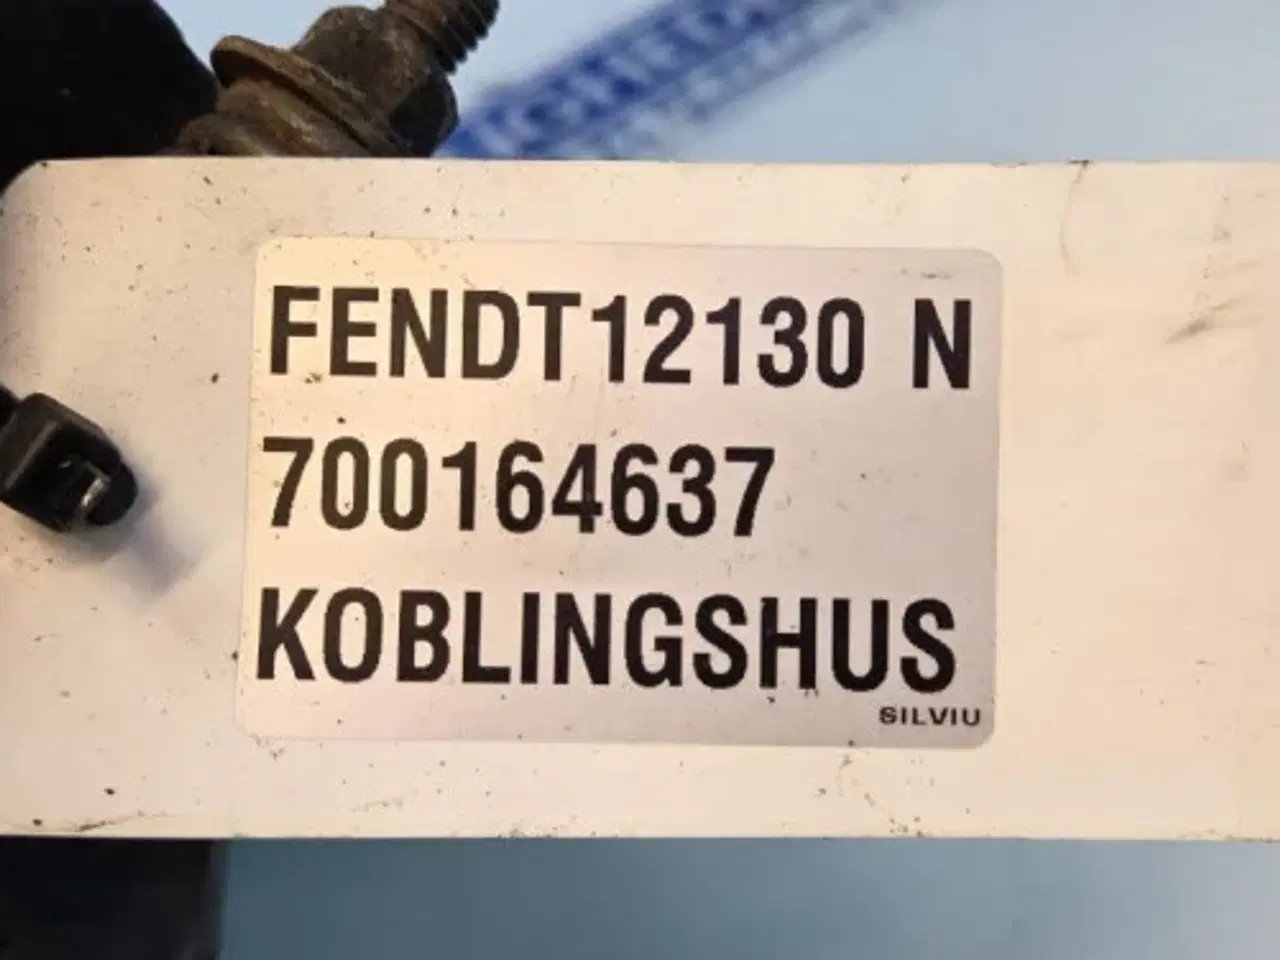 FENDT12130 N
700164637
KOBLINGSHUS
SILVIU